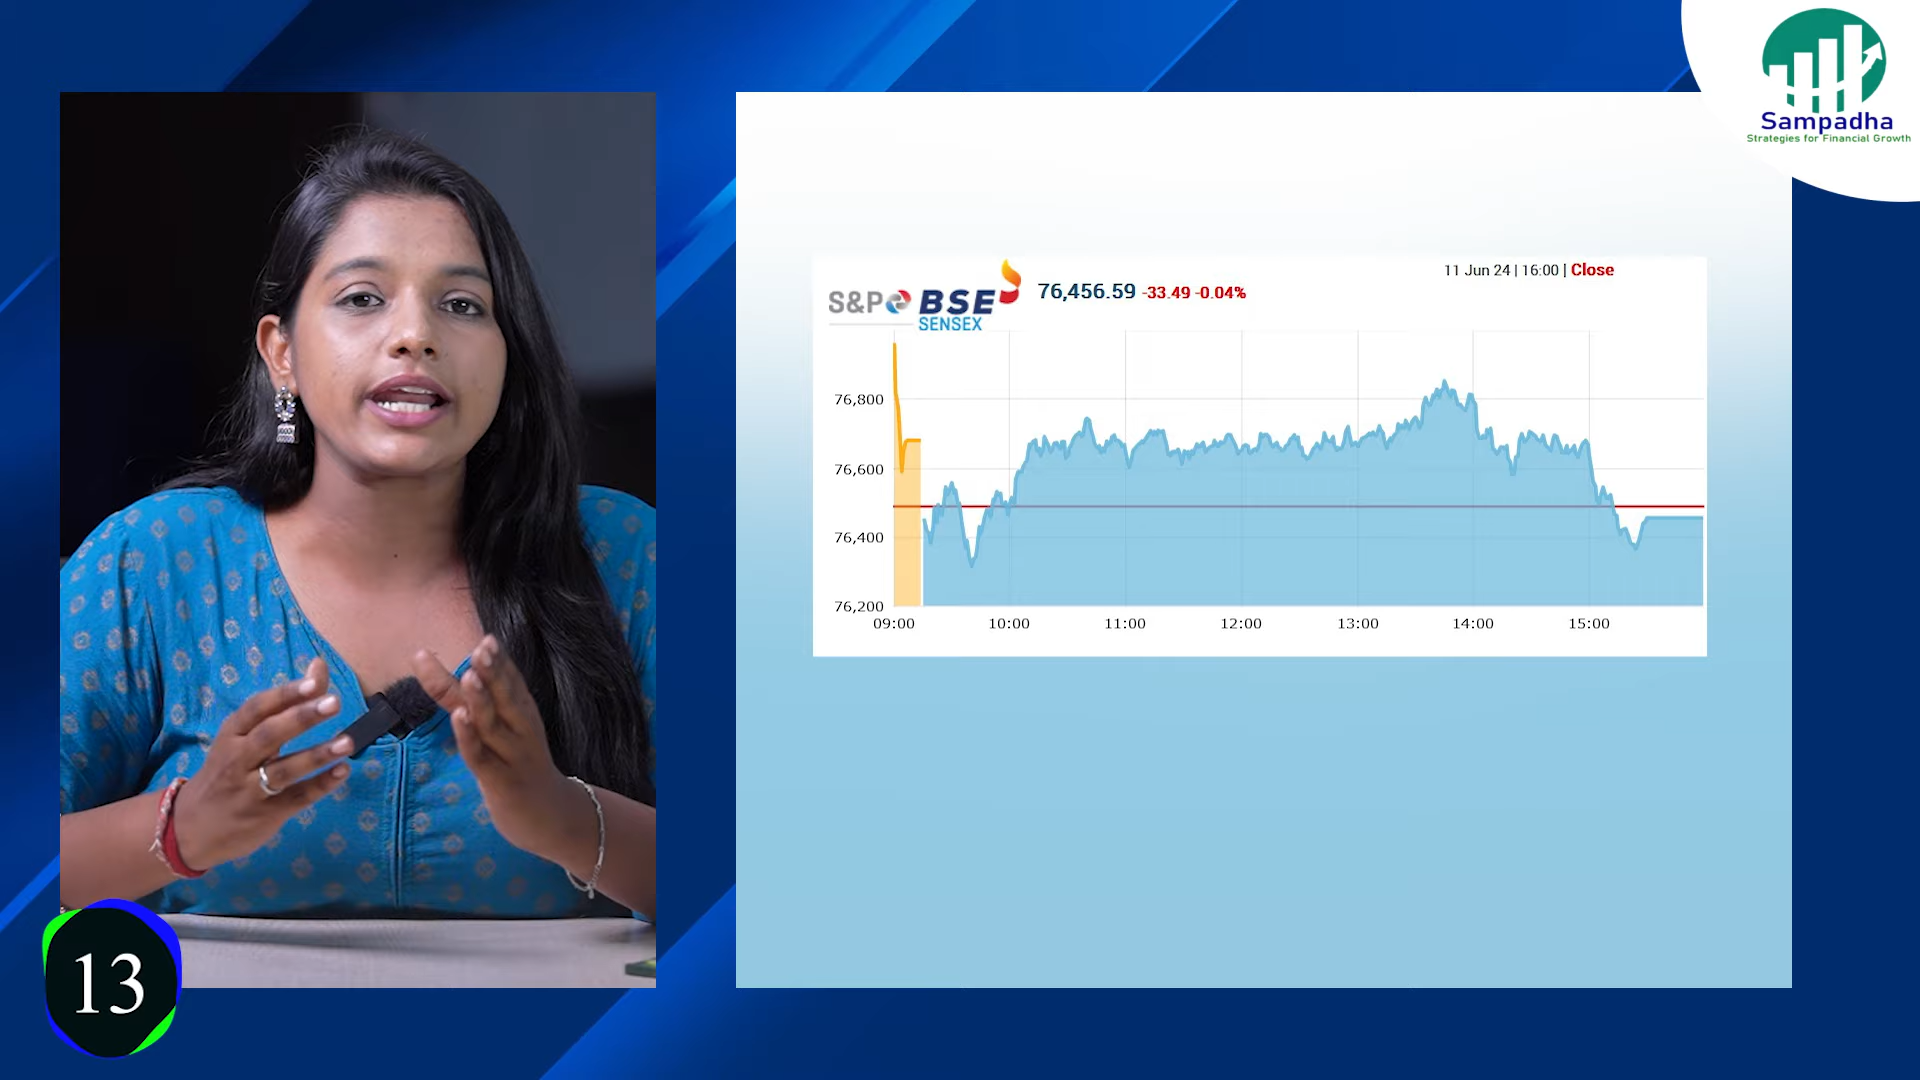 Sampadha
Strategies for Financial Growth
11 Jun 24 | 16:00 | Close
S&P BSE
SENSEX
76,456.59 -33.49 -0.04%
76,800
76,600
76,400
76,200
09:00 10:00 11:00 12:00 13:00 14:00 15:00
13